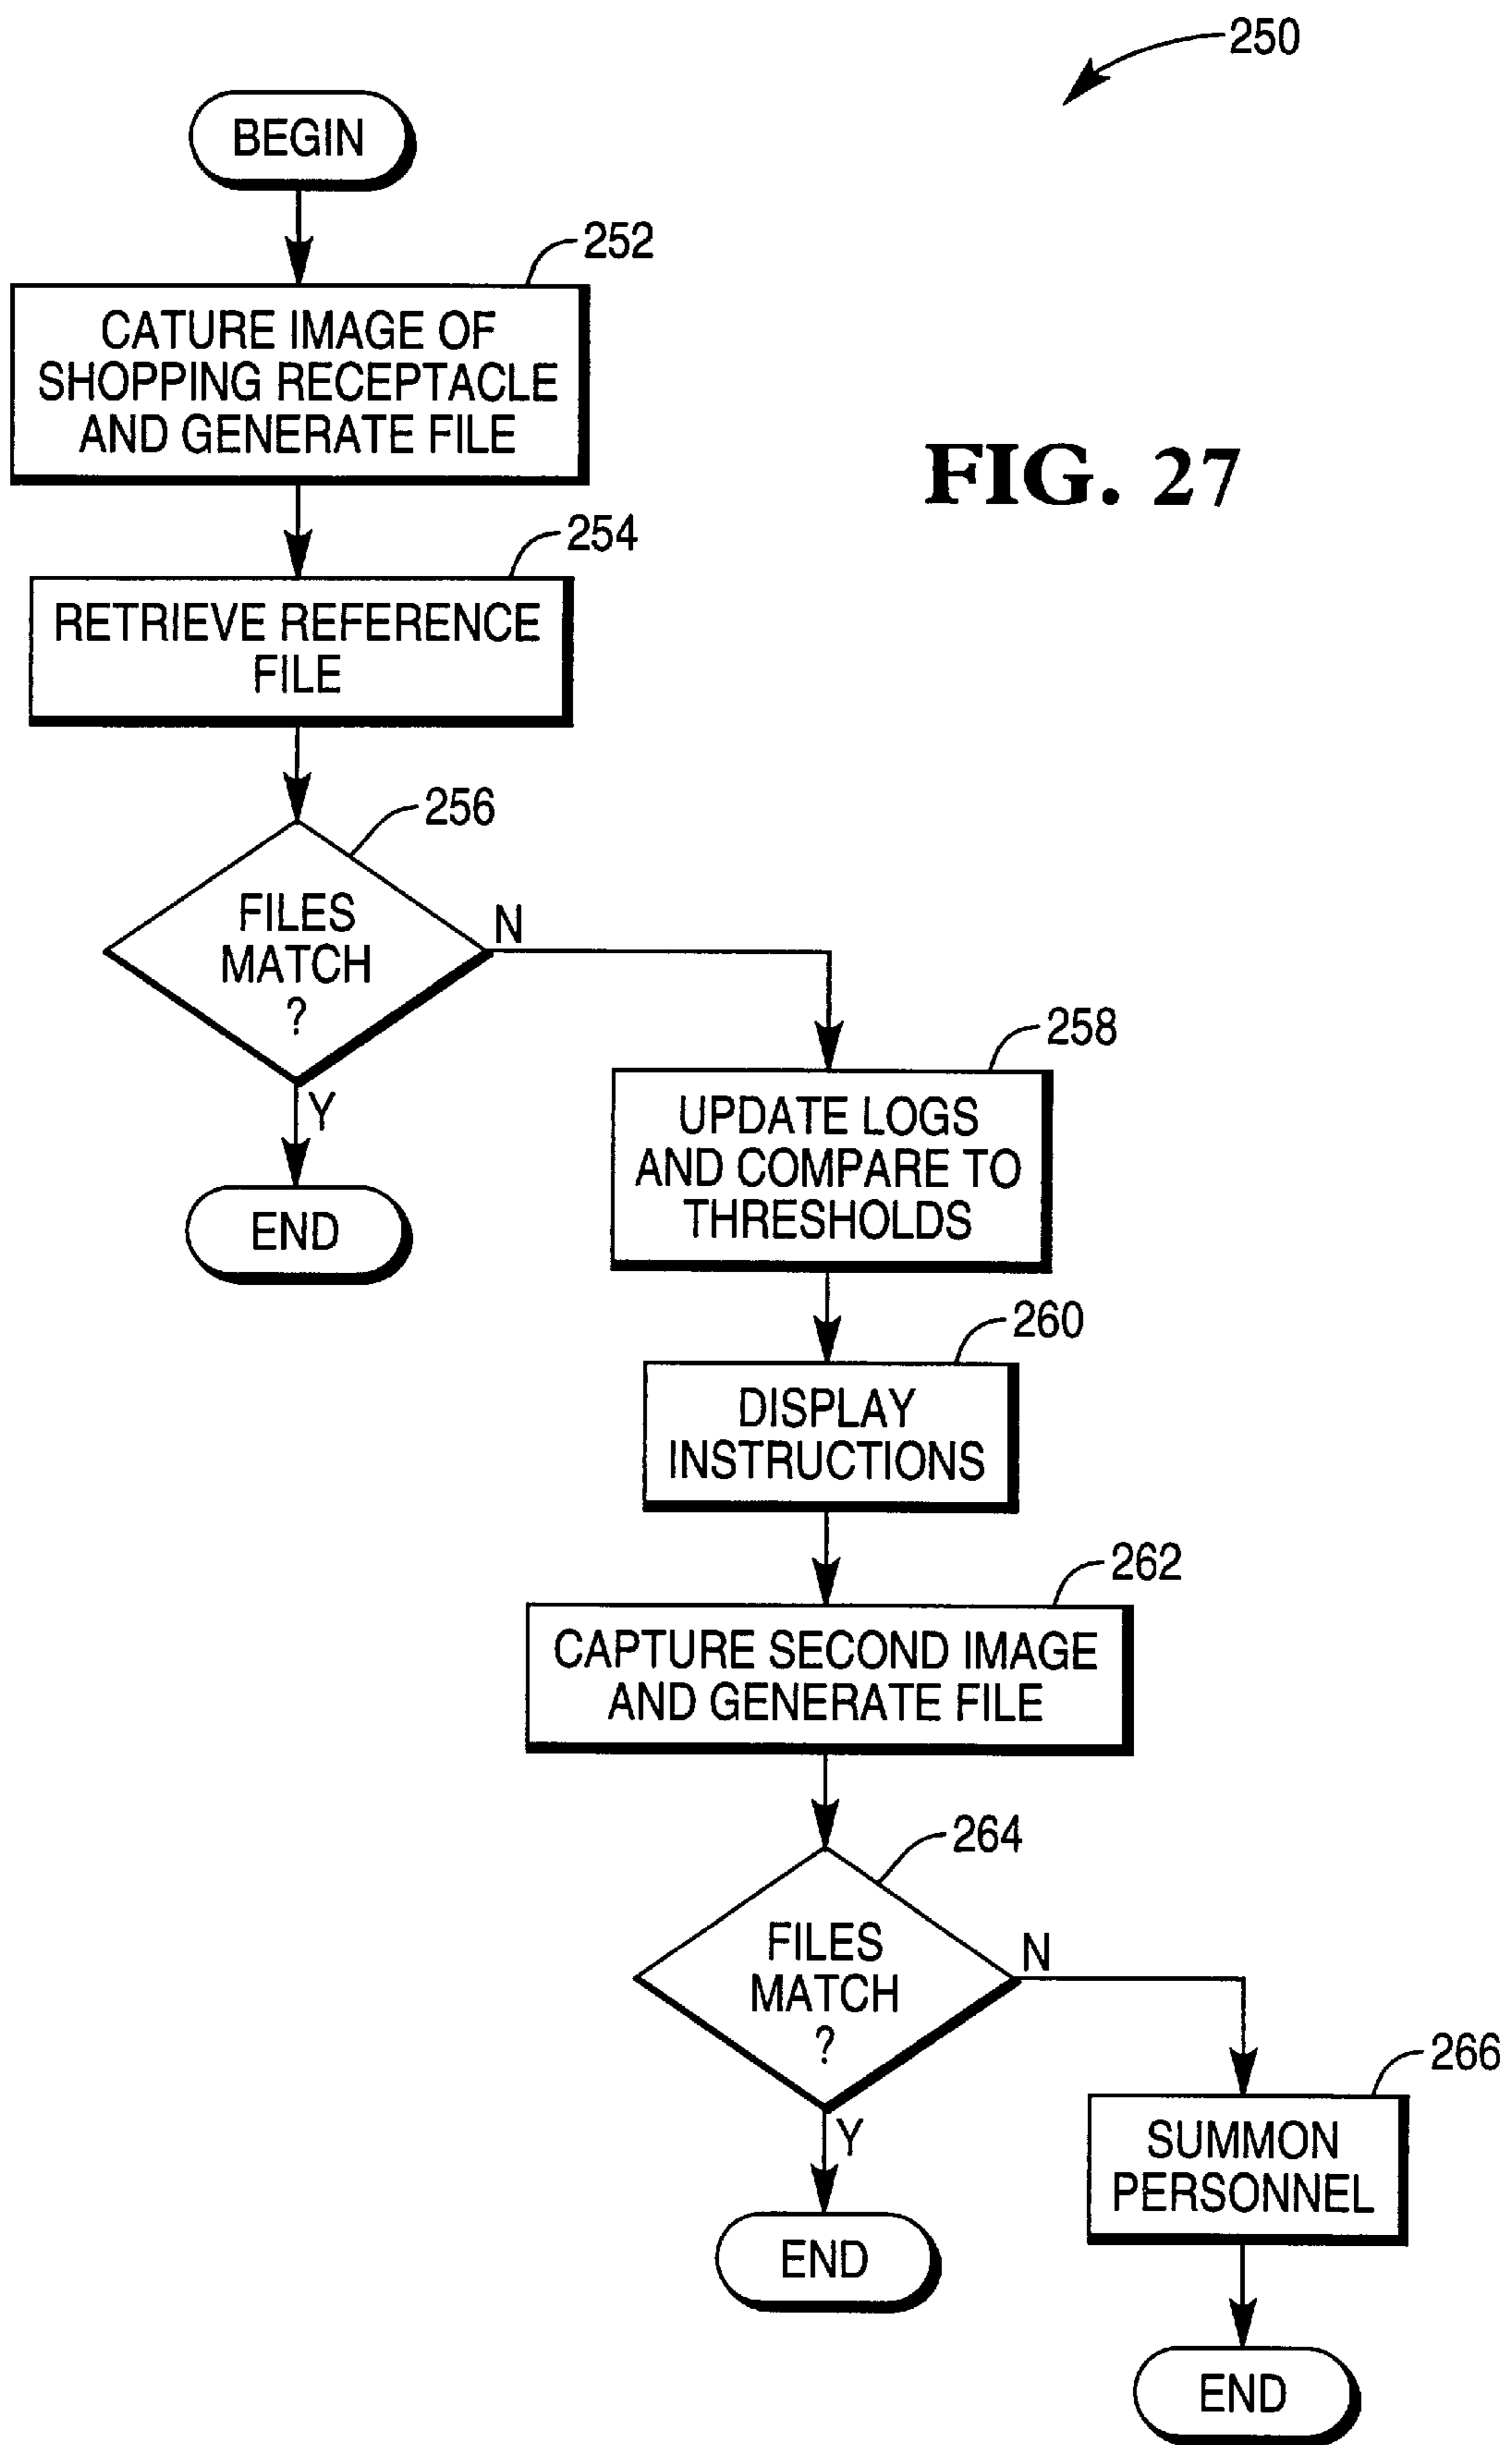 250
BEGIN
252
CATURE IMAGE OF
SHOPPING RECEPTACLE
AND GENERATE FILE
FIG. 27
254
RETRIEVE REFERENCE
FILE
256
FILES
MATCH
?
N
Y
END
258
UPDATE LOGS
AND COMPARE TO
THRESHOLDS
260
DISPLAY
INSTRUCTIONS
262
CAPTURE SECOND IMAGE
AND GENERATE FILE
264
FILES
MATCH
?
N
Y
END
266
SUMMON
PERSONNEL
END